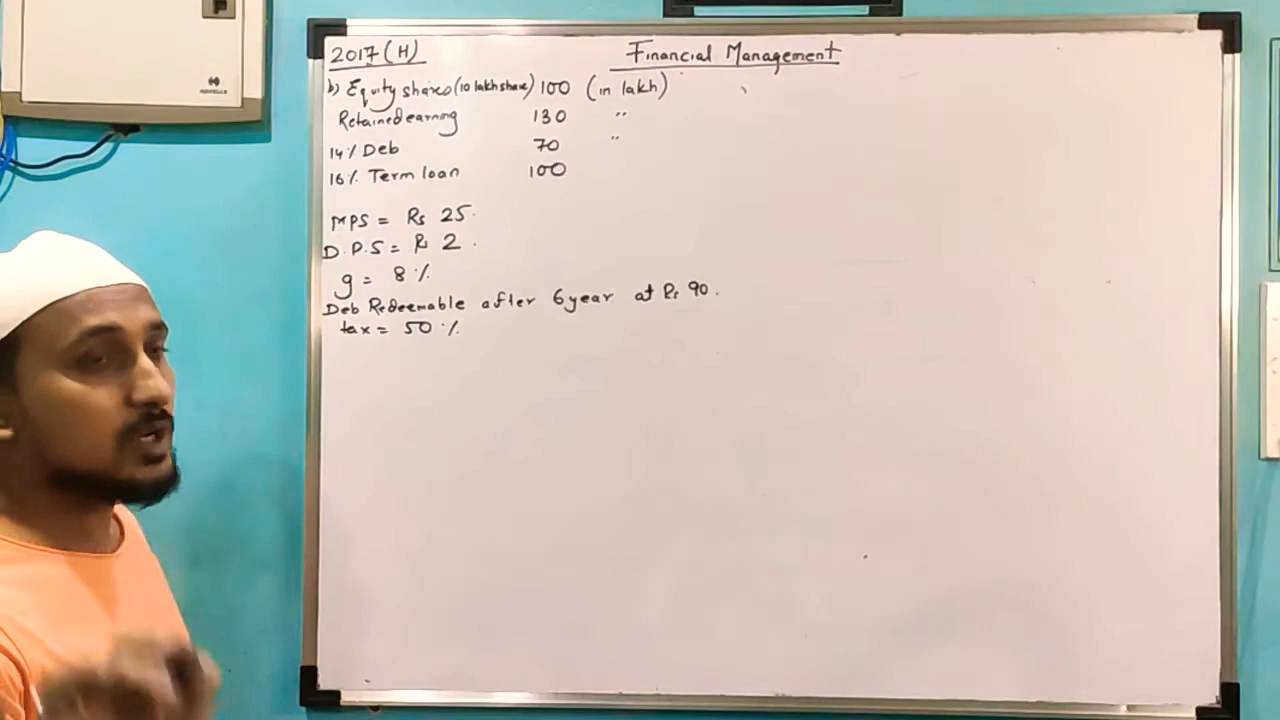 2017 (H)
Financial Management
b) Equity shares (10 lakh share) 100 (in lakh)
Retained earning 130 "
14% Deb 70 "
16% Term loan 100
MPS = Rs 25.
D.P.S = Rs 2.
g = 8%
Deb Redeemable after 6 year at Rs 90.
tax = 50%
HAVELLS